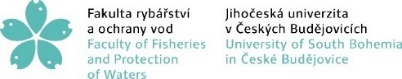 Fakulta rybářství
a ochrany vod
Faculty of Fisheries
and Protection
of Waters
Jihočeská univerzita
v Českých Budějovicích
University of South Bohemia
in České Budějovice